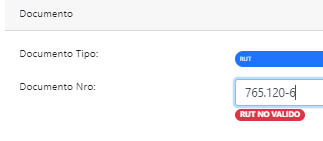 Documento
Documento Tipo: RUT
Documento Nro: 765.120-6
RUT NO VALIDO